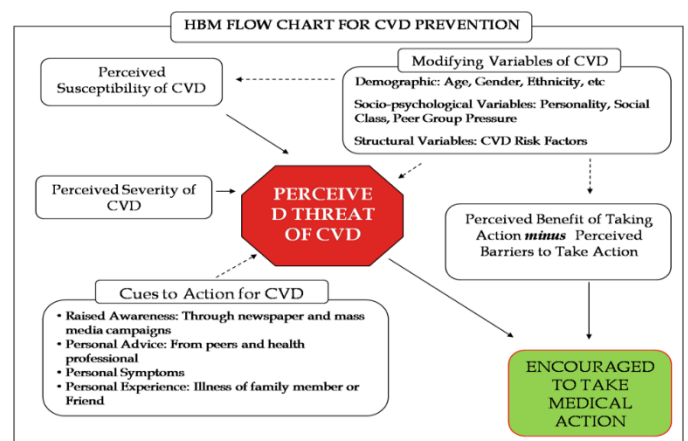 HBM FLOW CHART FOR CVD PREVENTION
Perceived
Susceptibility of CVD
Modifying Variables of CVD
Demographic: Age, Gender, Ethnicity, etc
Socio-psychological Variables: Personality, Social
Class, Peer Group Pressure
Structural Variables: CVD Risk Factors
Perceived Severity of
CVD
PERCEIVE
D THREAT
OF CVD
Perceived Benefit of Taking
Action minus Perceived
Barriers to Take Action
Cues to Action for CVD
• Raised Awareness: Through newspaper and mass
media campaigns
• Personal Advice: From peers and health
professional
• Personal Symptoms
• Personal Experience: Illness of family member or
Friend
ENCOURAGED
TO TAKE
MEDICAL
ACTION